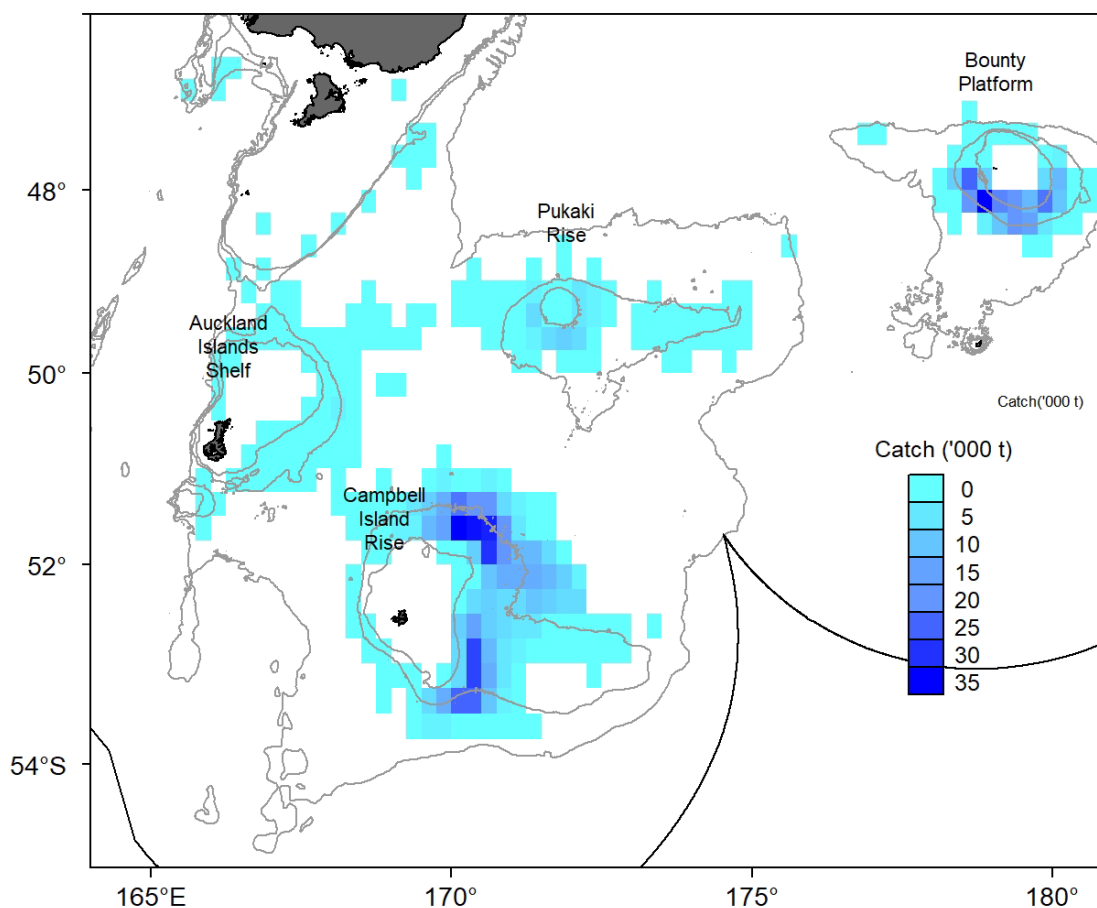 Bounty
Platform
48°
Pukaki
Rise
Auckland
Islands
Shelf
50°
Catch('000 t)
Catch ('000 t)
0
5
10
15
20
25
30
35
Campbell
Island
Rise
52°
54°S
165°E
170°
175°
180°